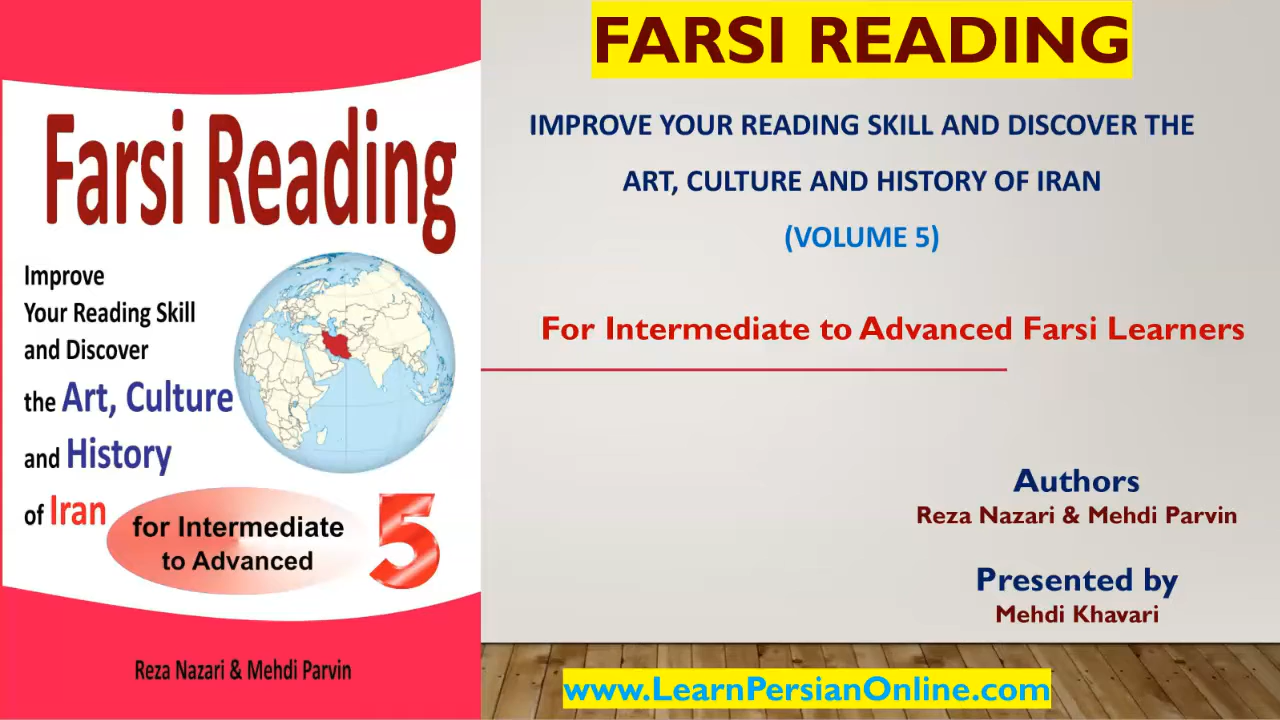 Farsi Reading
Improve
Your Reading Skill
and Discover
the Art, Culture
and History
of Iran
for Intermediate
to Advanced
5
Reza Nazari & Mehdi Parvin
FARSI READING
IMPROVE YOUR READING SKILL AND DISCOVER THE
ART, CULTURE AND HISTORY OF IRAN
(VOLUME 5)
For Intermediate to Advanced Farsi Learners
Authors
Reza Nazari & Mehdi Parvin
Presented by
Mehdi Khavari
www.LearnPersianOnline.com